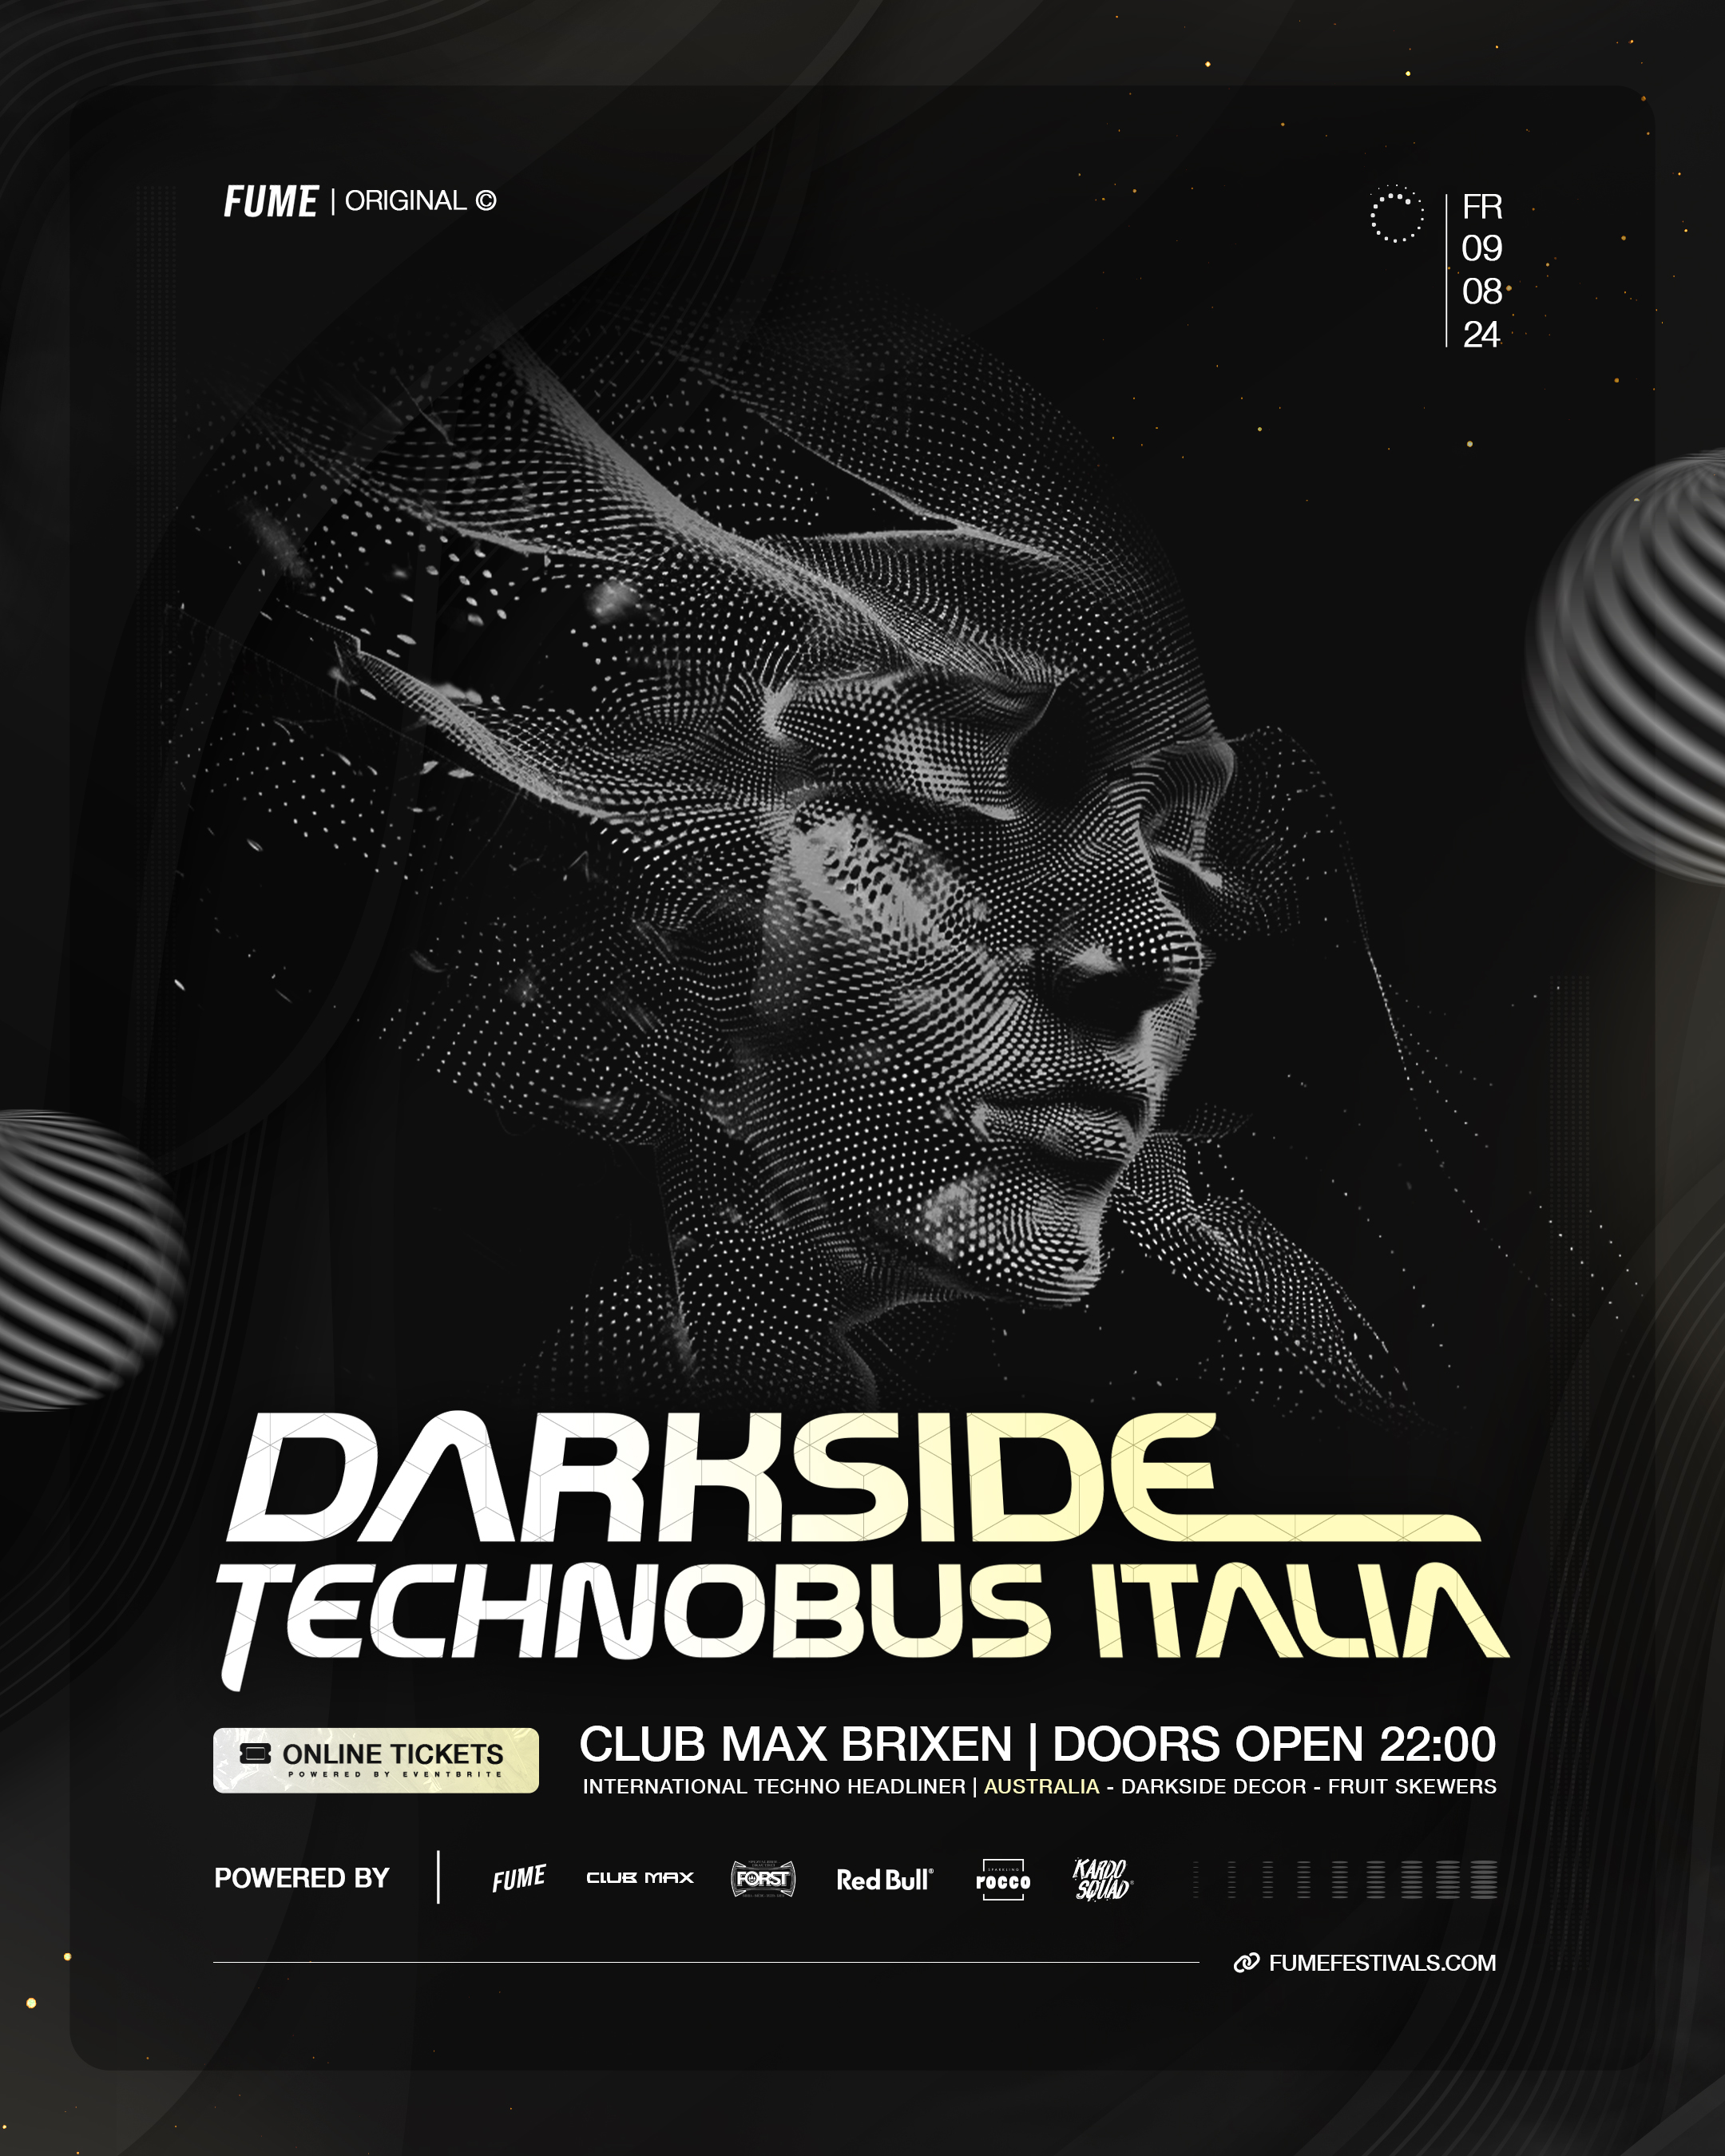 FUME | ORIGINAL ©
FR
09
08
24
DARKSIDE
TECHNOBUS ITALIA
ONLINE TICKETS
POWERED BY EVENTBRITE
CLUB MAX BRIXEN | DOORS OPEN 22:00
INTERNATIONAL TECHNO HEADLINER | AUSTRALIA - DARKSIDE DECOR - FRUIT SKEWERS
POWERED BY | FUME CLUB MAX FORST Red Bull® SPARKLING rocco KARDO SQUAD®
FUMEFESTIVALS.COM